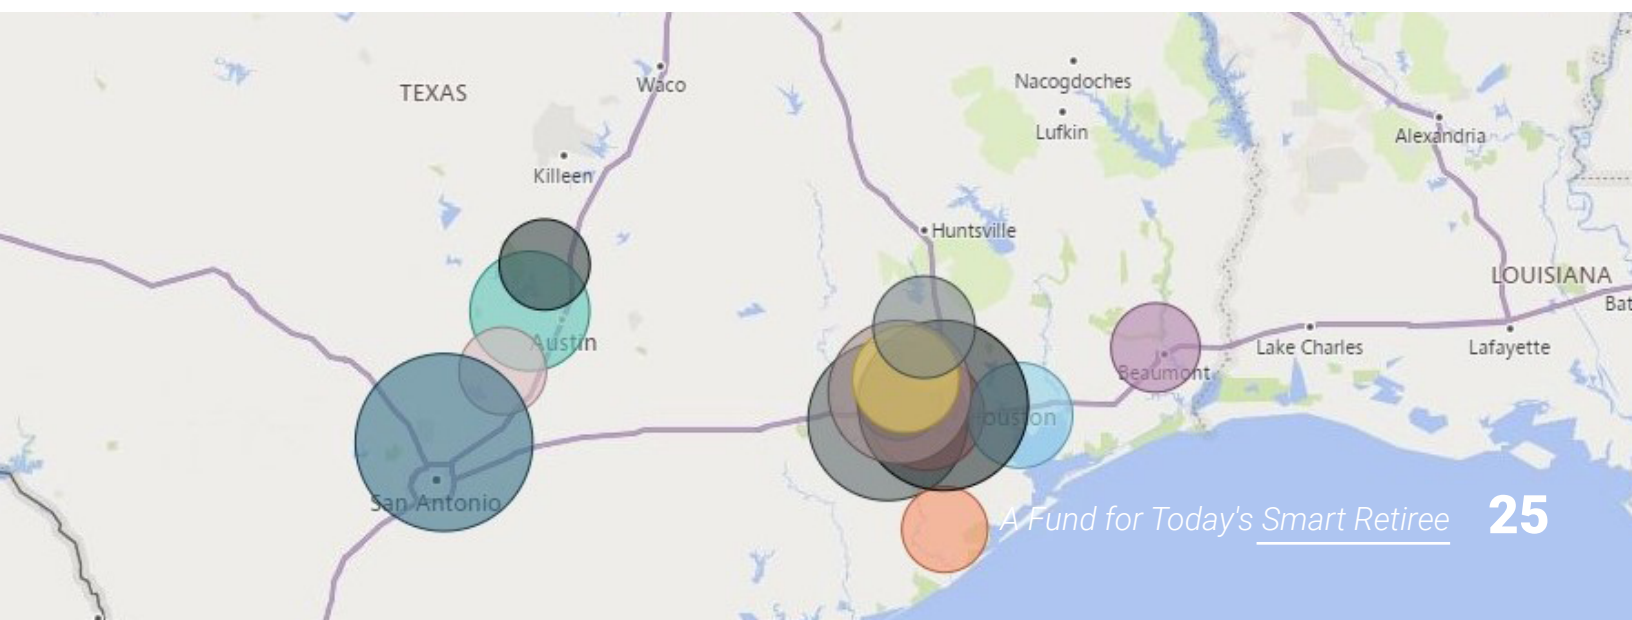 Waco
TEXAS
Nacogdoches
Lufkin
Alexandria
Killeen
Huntsville
LOUISIANA
Bat
Austin
Lake Charles
Lafayette
Beaumont
Houston
San Antonio
A Fund for Today's Smart Retiree 25